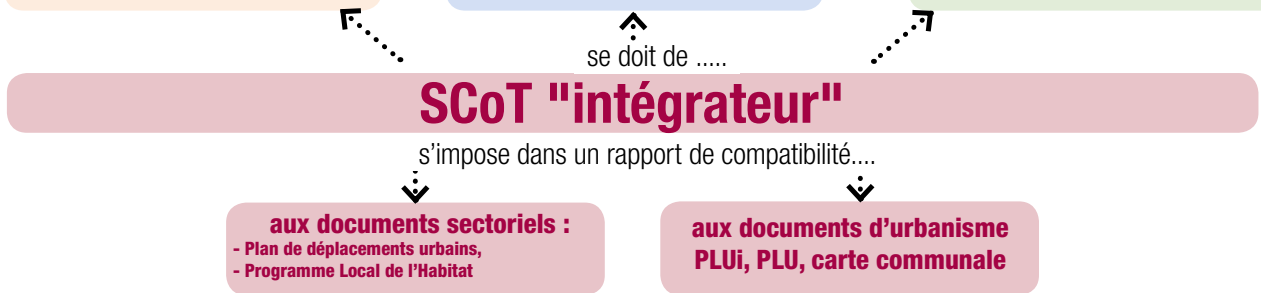 se doit de .....
SCoT "intégrateur"
s'impose dans un rapport de compatibilité....
aux documents sectoriels :
- Plan de déplacements urbains,
- Programme Local de l'Habitat
aux documents d'urbanisme
PLUi, PLU, carte communale